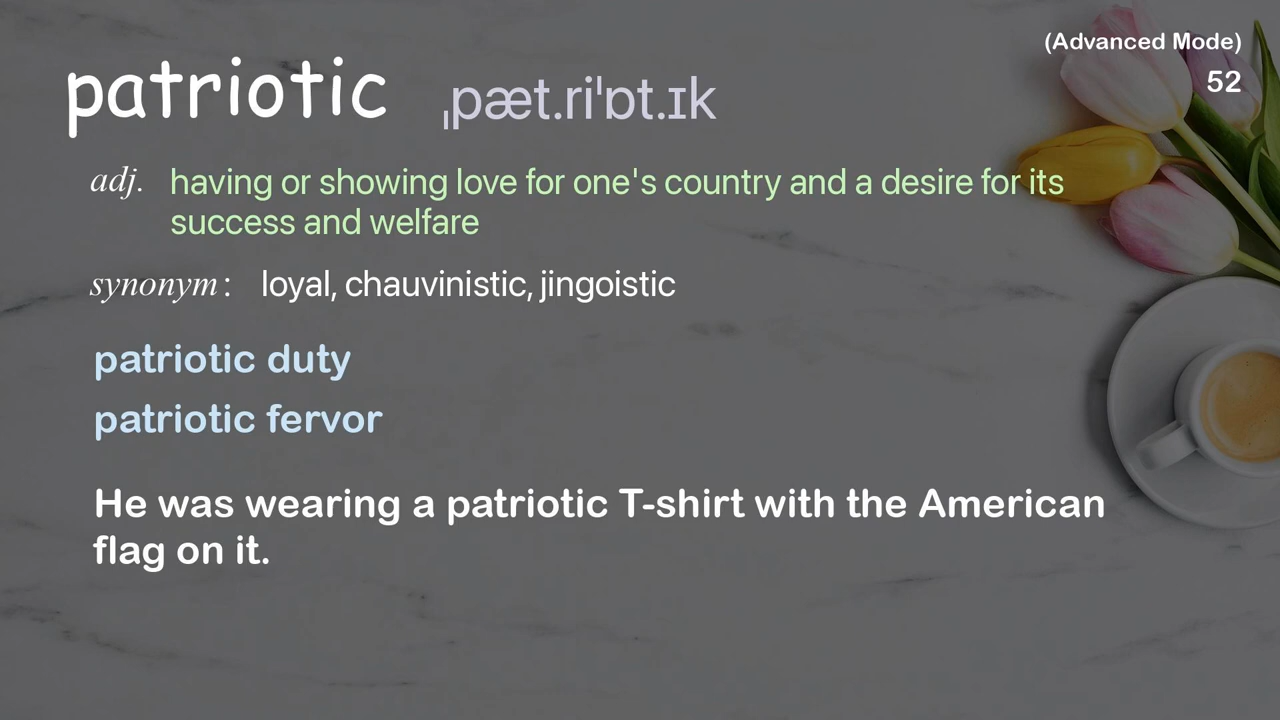 (Advanced Mode)
52
patriotic ˌpæt.riˈɒt.ɪk
adj. having or showing love for one's country and a desire for its
success and welfare
synonym : loyal, chauvinistic, jingoistic
patriotic duty
patriotic fervor
He was wearing a patriotic T-shirt with the American
flag on it.